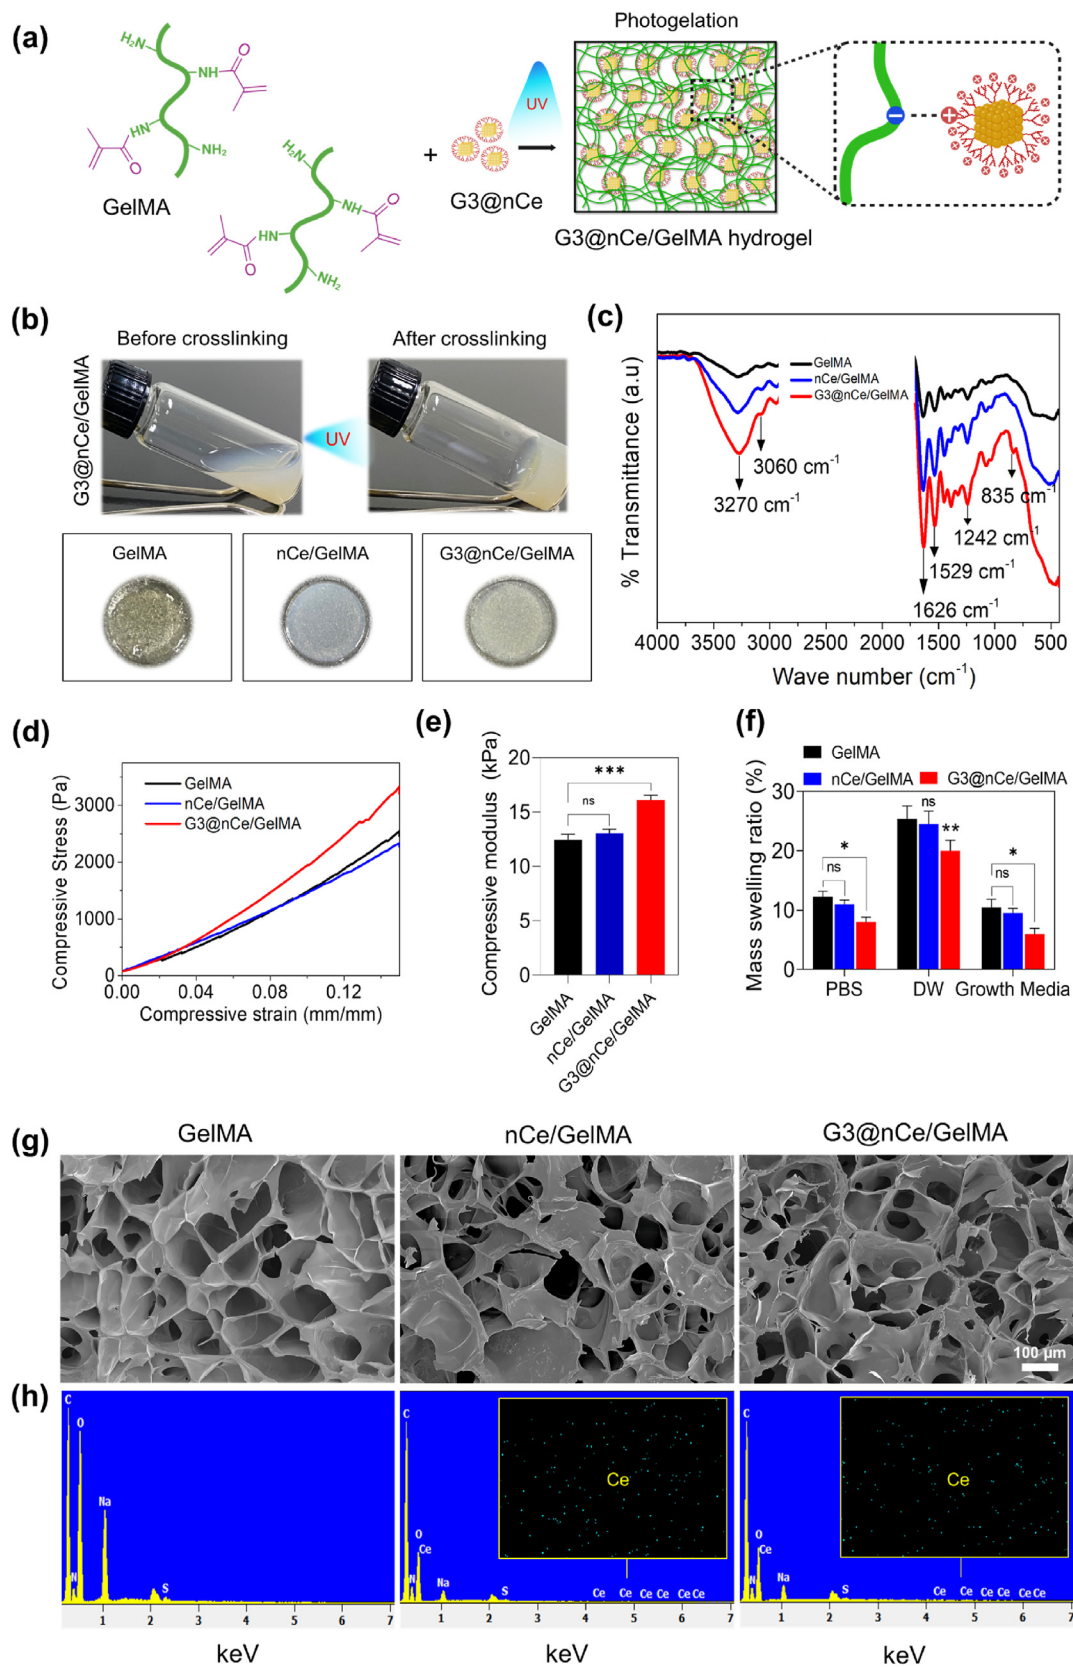 (a)
H₂N
NH
O
HN
O
NH₂
GelMA
H₂N
NH
O
HN
O
NH₂
+
G3@nCe
UV
Photogelation
G3@nCe/GelMA hydrogel
−
+
(b)
Before crosslinking
After crosslinking
G3@nCe/GelMA
UV
GelMA
nCe/GelMA
G3@nCe/GelMA
(c)
GelMA
nCe/GelMA
G3@nCe/GelMA
3060 cm⁻¹
3270 cm⁻¹
835 cm⁻¹
1242 cm⁻¹
1529 cm⁻¹
1626 cm⁻¹
% Transmittance (a.u)
4000 3500 3000 2500 2000 1500 1000 500
Wave number (cm⁻¹)
(d)
GelMA
nCe/GelMA
G3@nCe/GelMA
Compressive Stress (Pa)
3000
2000
1000
0
0.00 0.04 0.08 0.12
Compressive strain (mm/mm)
(e)
Compressive modulus (kPa)
20
15
10
5
0
***
ns
GelMA
nCe/GelMA
G3@nCe/GelMA
(f)
GelMA
nCe/GelMA
G3@nCe/GelMA
Mass swelling ratio (%)
30
20
10
0
*
ns
ns
**
*
ns
PBS DW Growth Media
(g)
GelMA
nCe/GelMA
G3@nCe/GelMA
100 µm
(h)
C
O
Na
N
S
1 2 3 4 5 6 7
keV
C
O
Ce
N
Na
S
Ce
Ce Ce Ce Ce Ce Ce
1 2 3 4 5 6 7
keV
C
O
Ce
N
Na
S
Ce
Ce Ce Ce Ce Ce Ce
1 2 3 4 5 6 7
keV